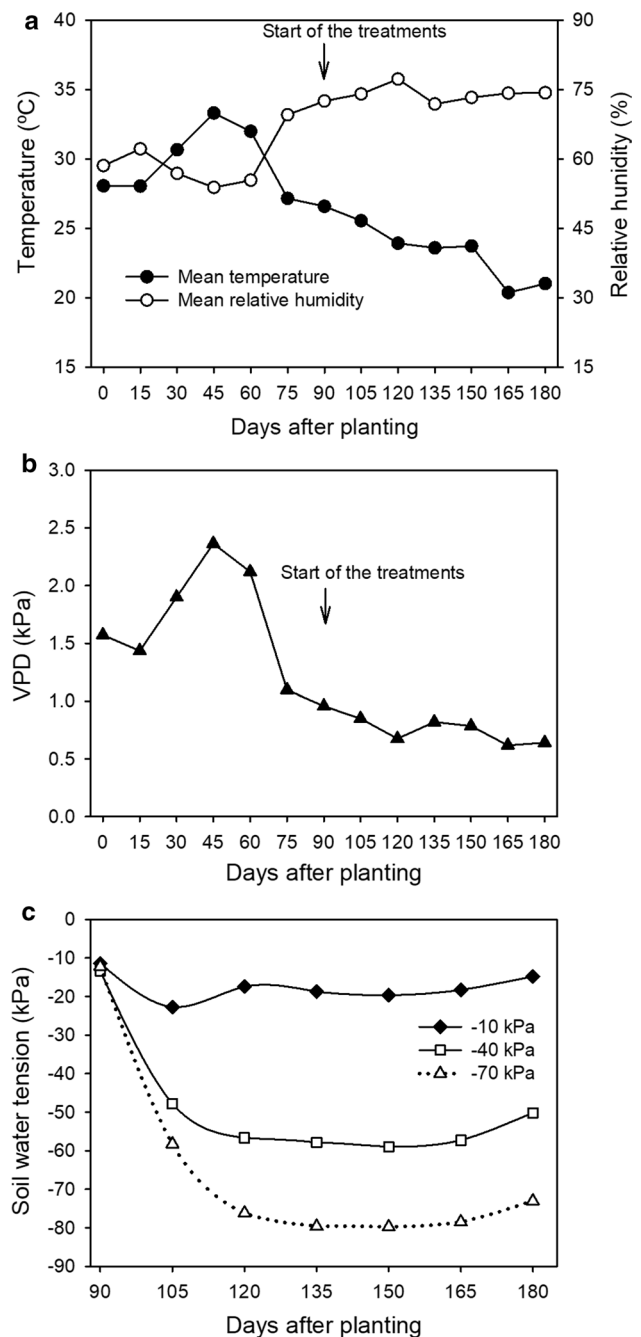 a
Start of the treatments
Temperature (ºC)
40
35
30
25
20
15
Relative humidity (%)
90
75
60
45
30
15
Mean temperature
Mean relative humidity
0 15 30 45 60 75 90 105 120 135 150 165 180
Days after planting
b
VPD (kPa)
3.0
2.5
2.0
1.5
1.0
0.5
0.0
Start of the treatments
0 15 30 45 60 75 90 105 120 135 150 165 180
Days after planting
c
Soil water tension (kPa)
0
-10
-20
-30
-40
-50
-60
-70
-80
-90
-10 kPa
-40 kPa
-70 kPa
90 105 120 135 150 165 180
Days after planting